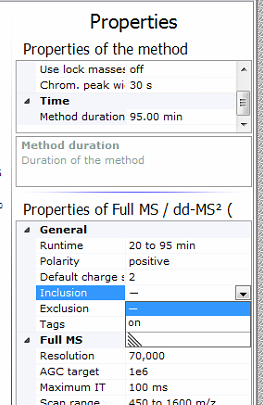 Properties
Properties of the method
Use lock masses off
Chrom. peak wi 30 s
Time
Method duration 95.00 min
Method duration
Duration of the method
Properties of Full MS / dd-MS² (
General
Runtime 20 to 95 min
Polarity positive
Default charge s 2
Inclusion —
Exclusion —
Tags on
Full MS
Resolution 70,000
AGC target 1e6
Maximum IT 100 ms
Scan range 450 to 1600 m/z